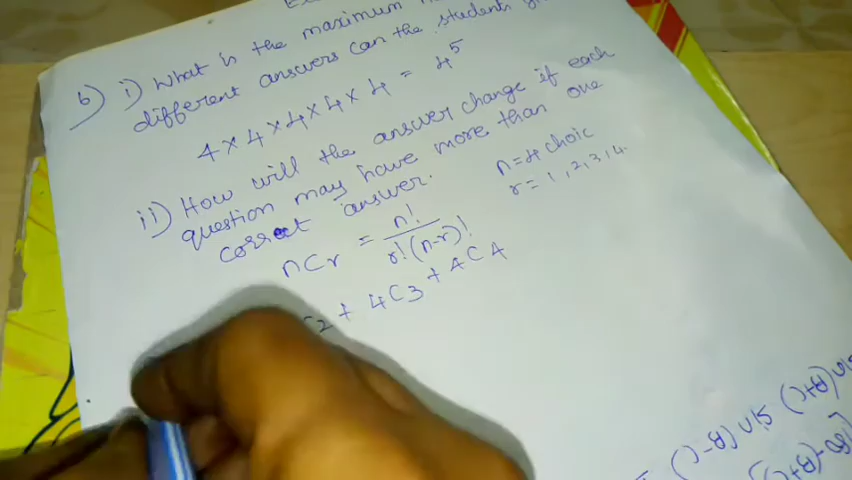 6) i) What is the maximum
different answers can the students
4 × 4 × 4 × 4 × 4 = 4⁵
ii) How will the answer change if each
question may have more than one
correct answer.
n = 4 choic
r = 1, 2, 3, 4.
nCr = n! / r!(n-r)!
C2 + 4C3 + 4C4